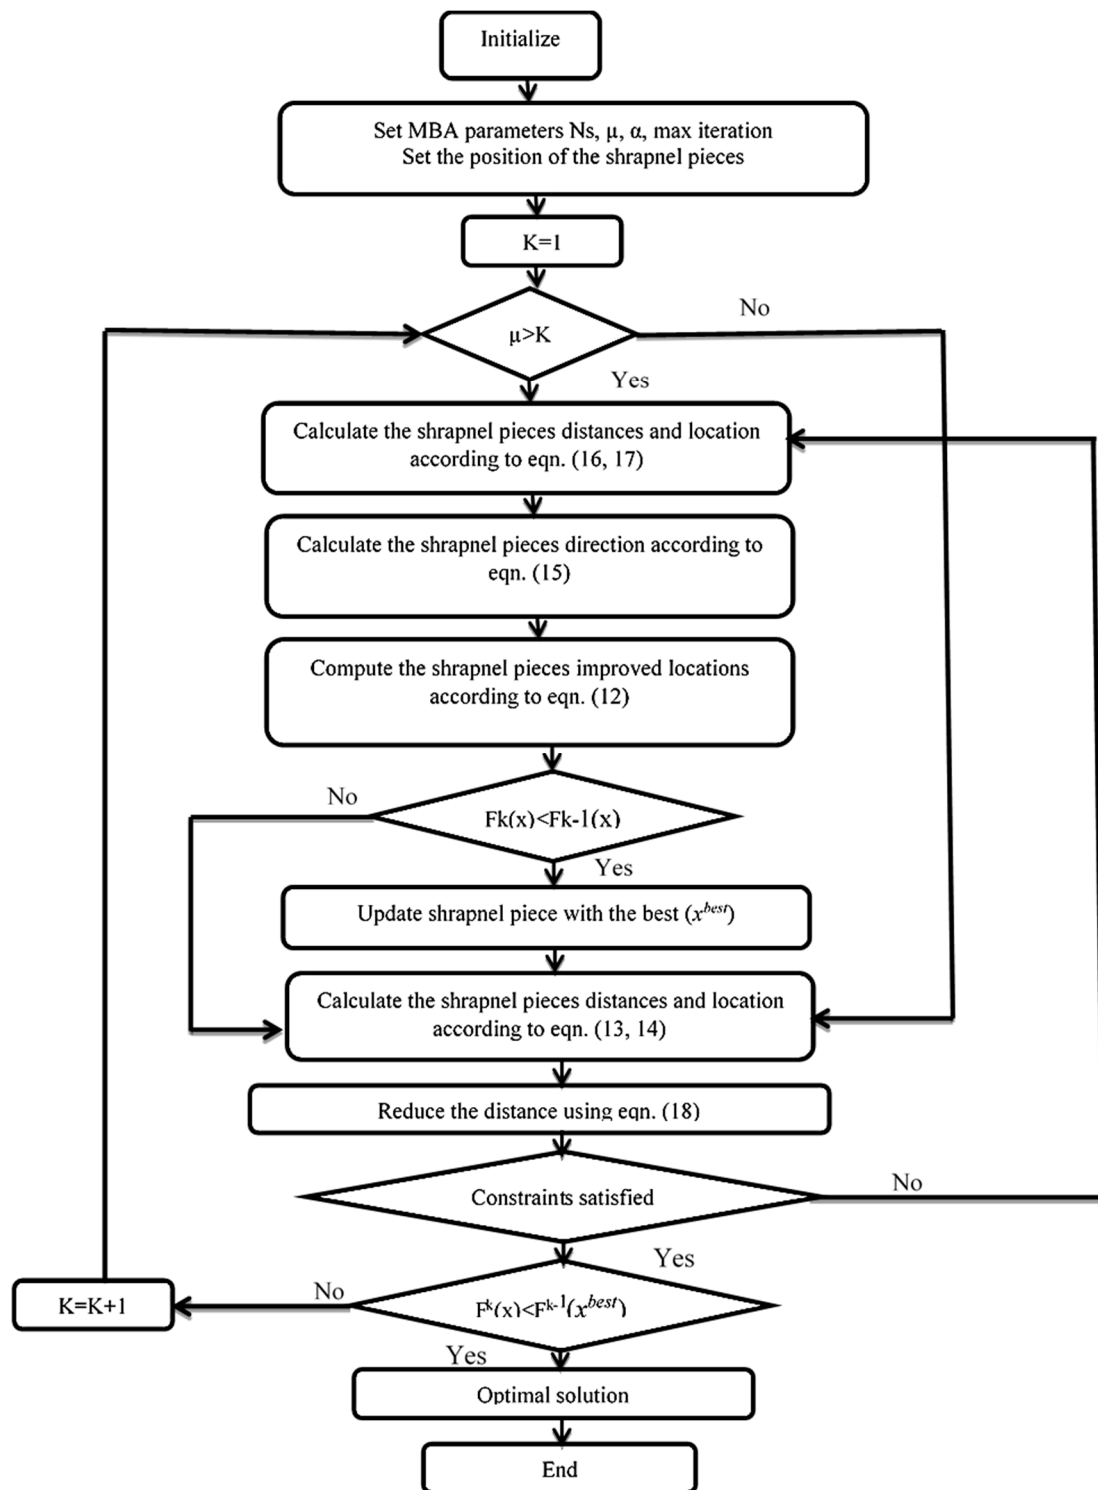 Initialize
Set MBA parameters Ns, µ, α, max iteration
Set the position of the shrapnel pieces
K=1
µ>K
No
Yes
Calculate the shrapnel pieces distances and location
according to eqn. (16, 17)
Calculate the shrapnel pieces direction according to
eqn. (15)
Compute the shrapnel pieces improved locations
according to eqn. (12)
No
Fk(x)<Fk-1(x)
Yes
Update shrapnel piece with the best (x^best)
Calculate the shrapnel pieces distances and location
according to eqn. (13, 14)
Reduce the distance using eqn. (18)
Constraints satisfied
No
Yes
K=K+1
No
F^k(x)<F^k-1(x^best)
Yes
Optimal solution
End